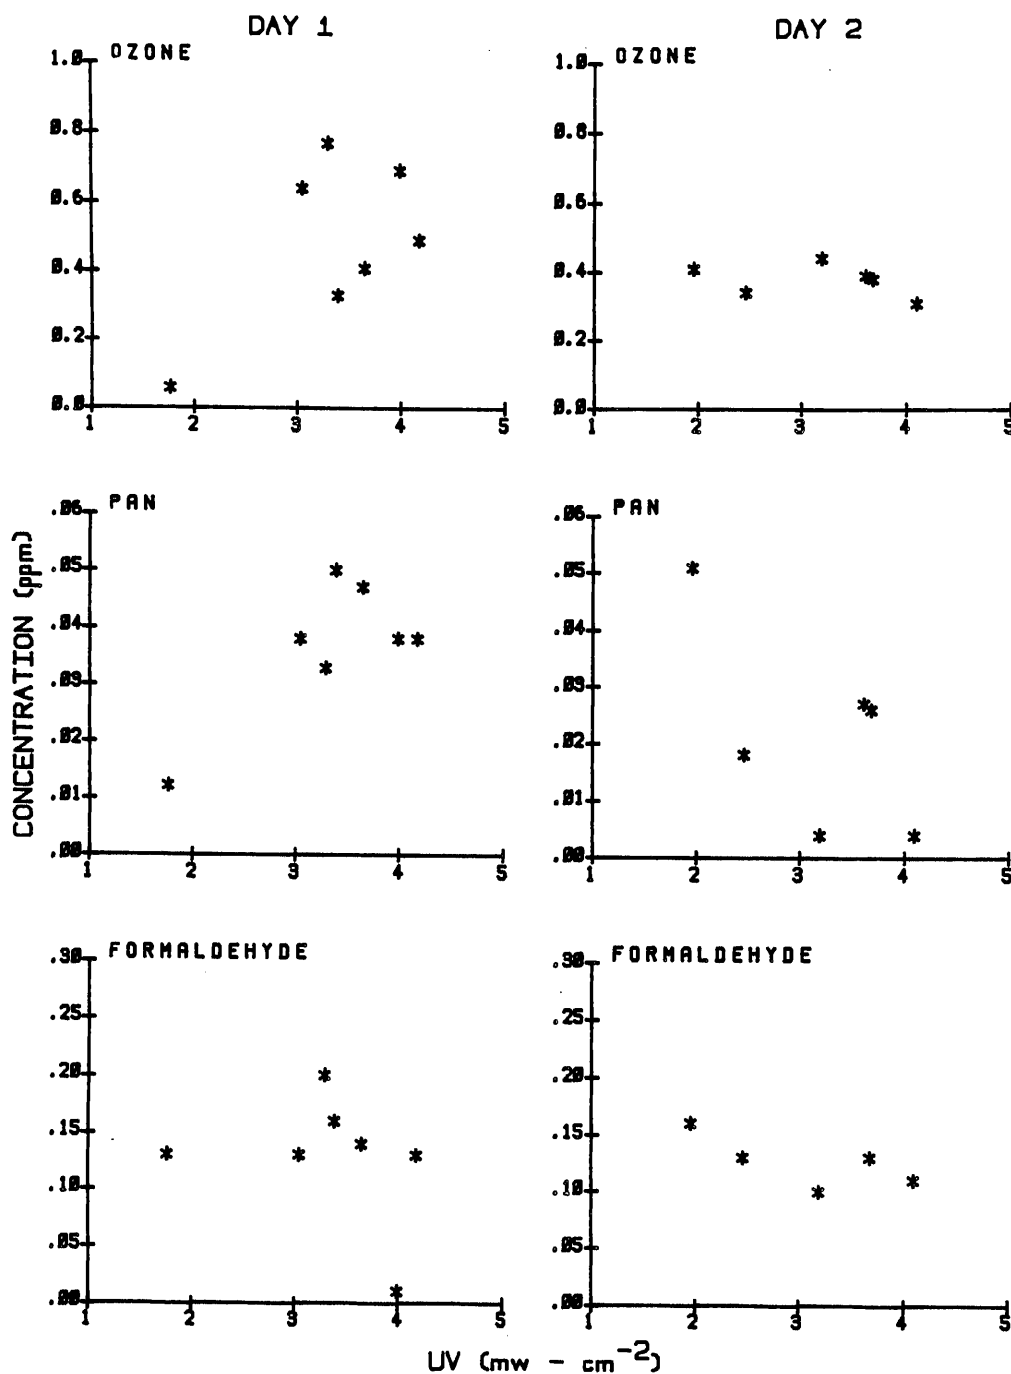 DAY 1
DAY 2
OZONE
1.0
0.8
0.6
0.4
0.2
0.0
1 2 3 4 5
OZONE
1.0
0.8
0.6
0.4
0.2
0.0
1 2 3 4 5
CONCENTRATION (ppm)
PAN
.06
.05
.04
.03
.02
.01
.00
1 2 3 4 5
PAN
.06
.05
.04
.03
.02
.01
.00
1 2 3 4 5
FORMALDEHYDE
.30
.25
.20
.15
.10
.05
.00
1 2 3 4 5
FORMALDEHYDE
.30
.25
.20
.15
.10
.05
.00
1 2 3 4 5
UV (mw - cm⁻²)